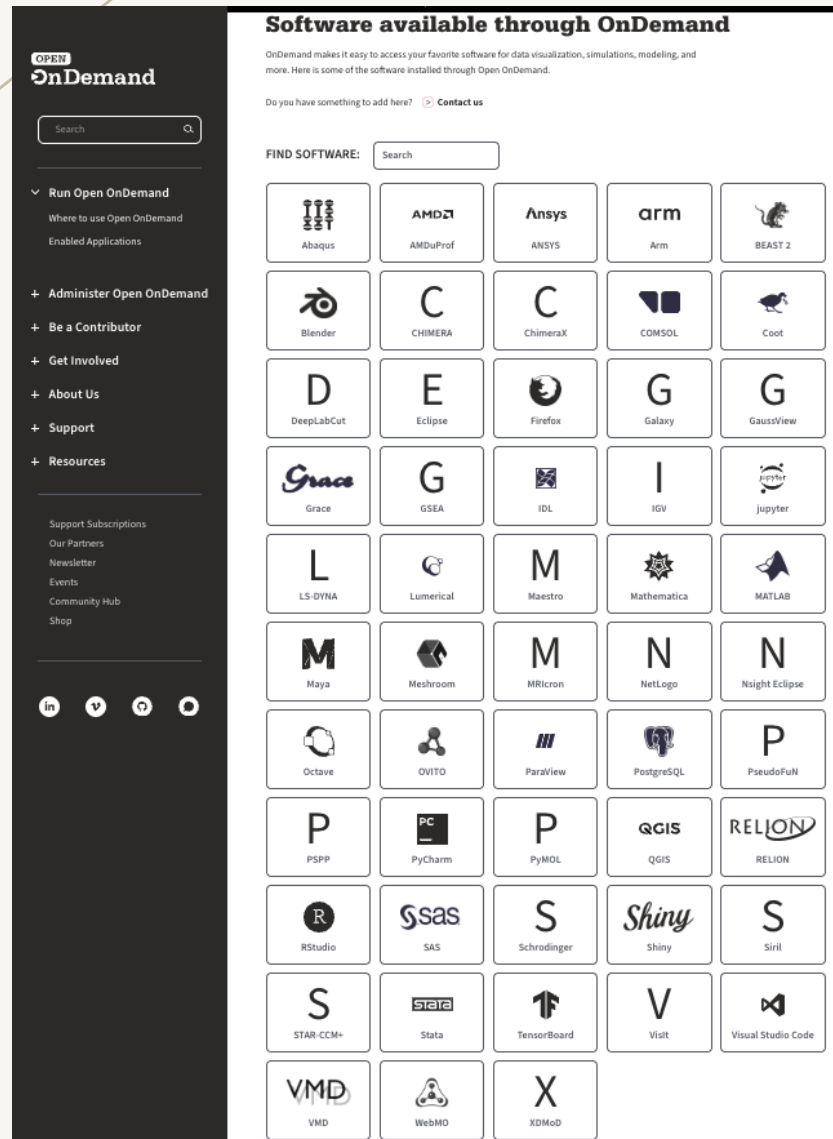 OPEN
OnDemand
Search
Run Open OnDemand
Where to use Open OnDemand
Enabled Applications
+ Administer Open OnDemand
+ Be a Contributor
+ Get Involved
+ About Us
+ Support
+ Resources
Support Subscriptions
Our Partners
Newsletter
Events
Community Hub
Shop
in
v
Software available through OnDemand
OnDemand makes it easy to access your favorite software for data visualization, simulations, modeling, and
more. Here is some of the software installed through Open OnDemand.
Do you have something to add here? > Contact us
FIND SOFTWARE: Search
AMD Ansys arm
Abaqus AMDuProf ANSYS Arm BEAST 2
C C
Blender CHIMERA ChimeraX COMSOL Coot
D E G G
DeepLabCut Eclipse Firefox Galaxy GaussView
Grace G I jupyter
Grace GSEA IDL IGV jupyter
L M
LS-DYNA Lumerical Maestro Mathematica MATLAB
M M N N
Maya Meshroom MRIcron NetLogo Nsight Eclipse
P
Octave OVITO ParaView PostgreSQL PseudoFuN
P PC P QGIS RELION
PSPP PyCharm PyMOL QGIS RELION
R sas S Shiny S
RStudio SAS Schrodinger Shiny Siril
S stata V
STAR-CCM+ Stata TensorBoard VisIt Visual Studio Code
VMD X
VMD WebMO XDMoD